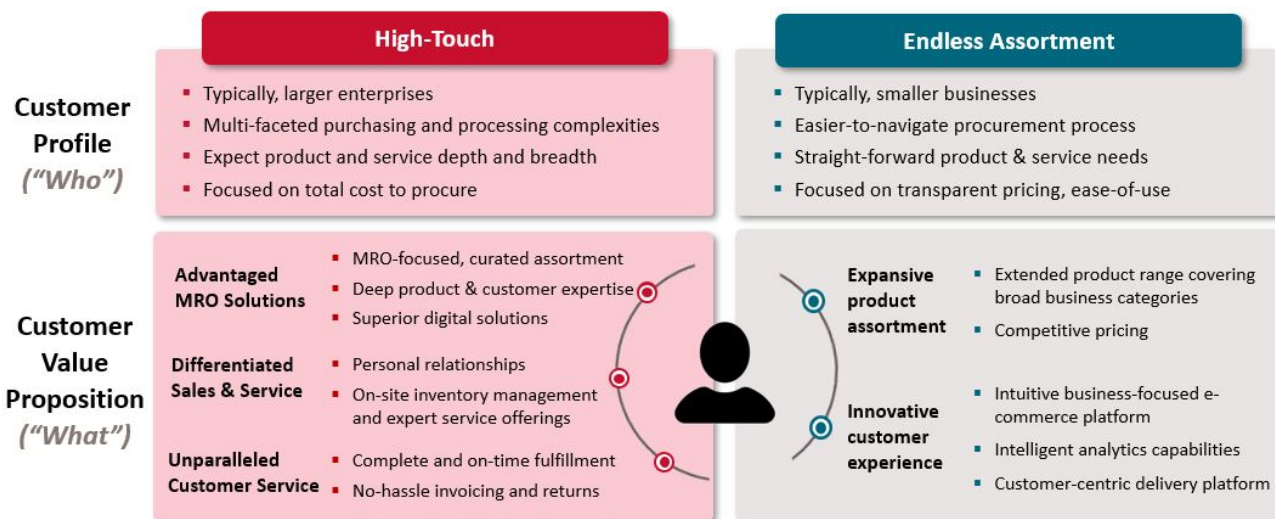 High-Touch
Endless Assortment
Customer
Profile
("Who")
▪ Typically, larger enterprises
▪ Multi-faceted purchasing and processing complexities
▪ Expect product and service depth and breadth
▪ Focused on total cost to procure
▪ Typically, smaller businesses
▪ Easier-to-navigate procurement process
▪ Straight-forward product & service needs
▪ Focused on transparent pricing, ease-of-use
Customer
Value
Proposition
("What")
Advantaged
MRO Solutions
▪ MRO-focused, curated assortment
▪ Deep product & customer expertise
▪ Superior digital solutions
Differentiated
Sales & Service
▪ Personal relationships
▪ On-site inventory management
and expert service offerings
Unparalleled
Customer Service
▪ Complete and on-time fulfillment
▪ No-hassle invoicing and returns
Expansive
product
assortment
▪ Extended product range covering
broad business categories
▪ Competitive pricing
Innovative
customer
experience
▪ Intuitive business-focused e-
commerce platform
▪ Intelligent analytics capabilities
▪ Customer-centric delivery platform